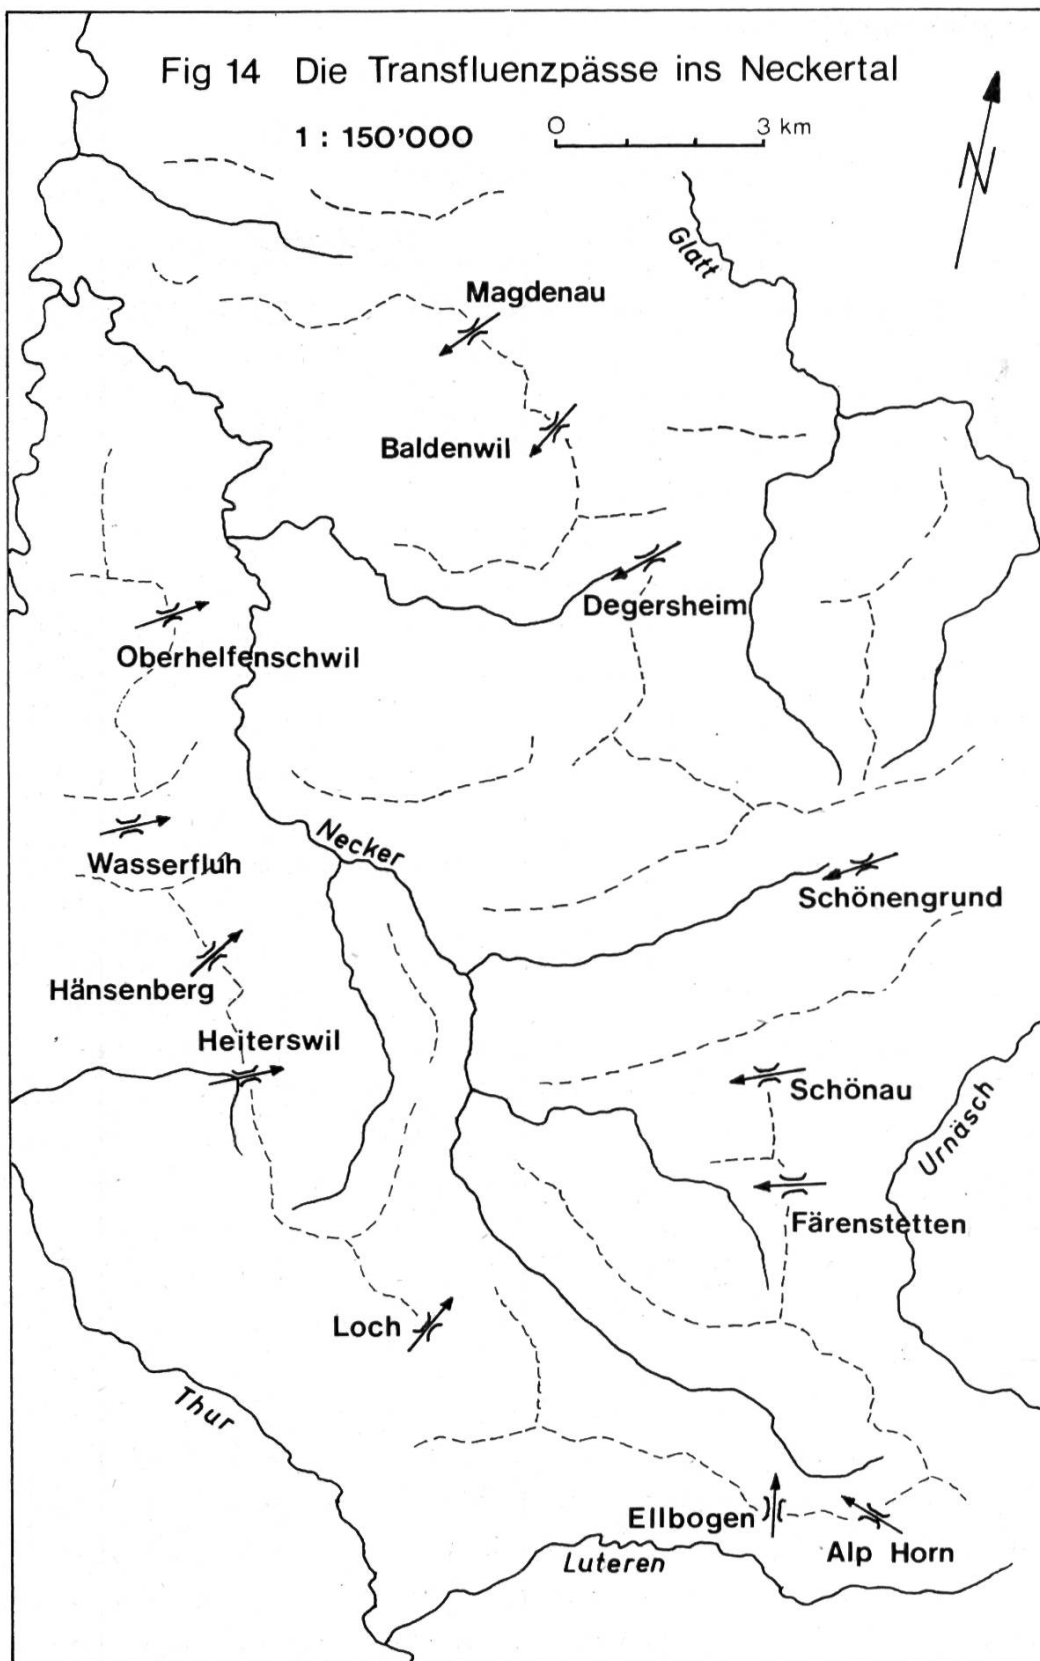 Fig 14 Die Transfluenzpässe ins Neckertal
1 : 150'000
0 3 km
N
Glatt
Magdenau
Baldenwil
Degersheim
Oberhelfenschwil
Necker
Wasserfluh
Schönengrund
Hänsenberg
Heiterswil
Schönau
Urnäsch
Färenstetten
Loch
Thur
Ellbogen
Alp Horn
Luteren